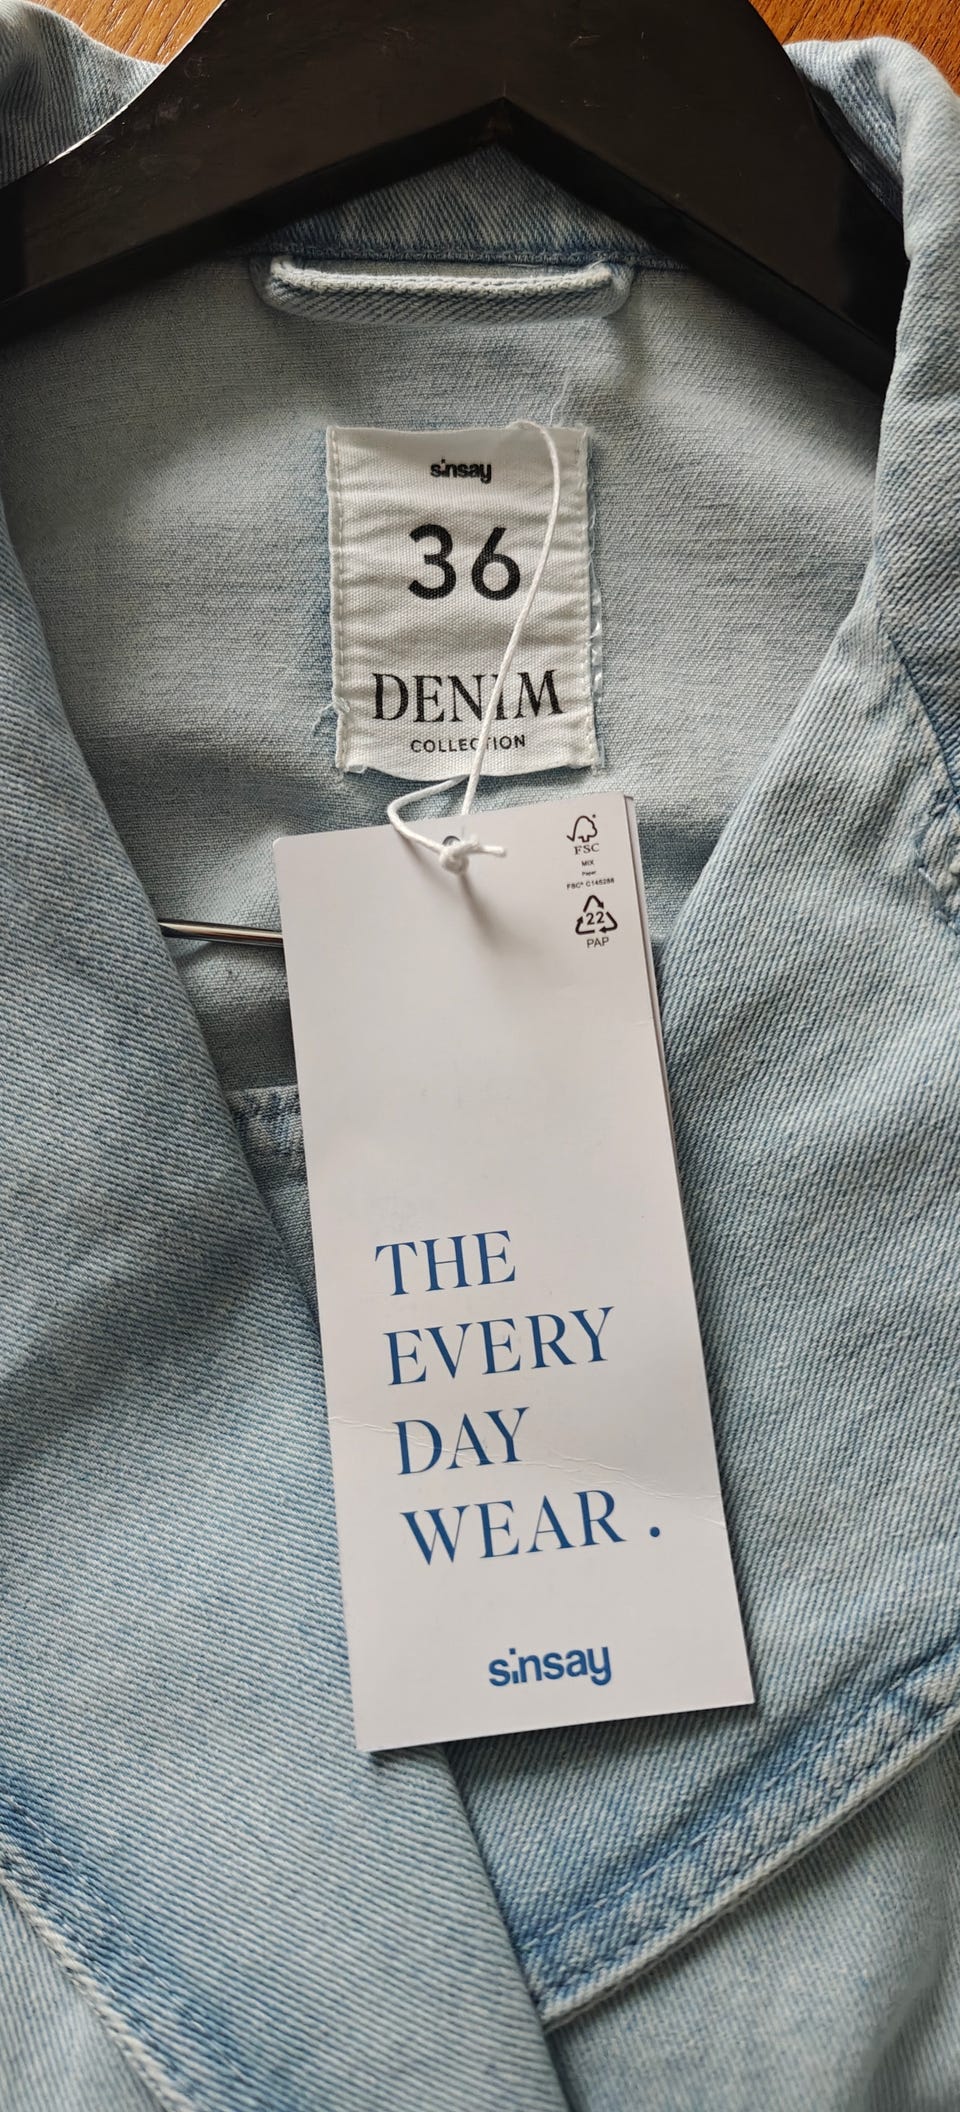 sinsay
36
DENIM
COLLECTION
FSC
MIX
Paper
FSC® C145288
22
PAP
THE
EVERY
DAY
WEAR .
sinsay